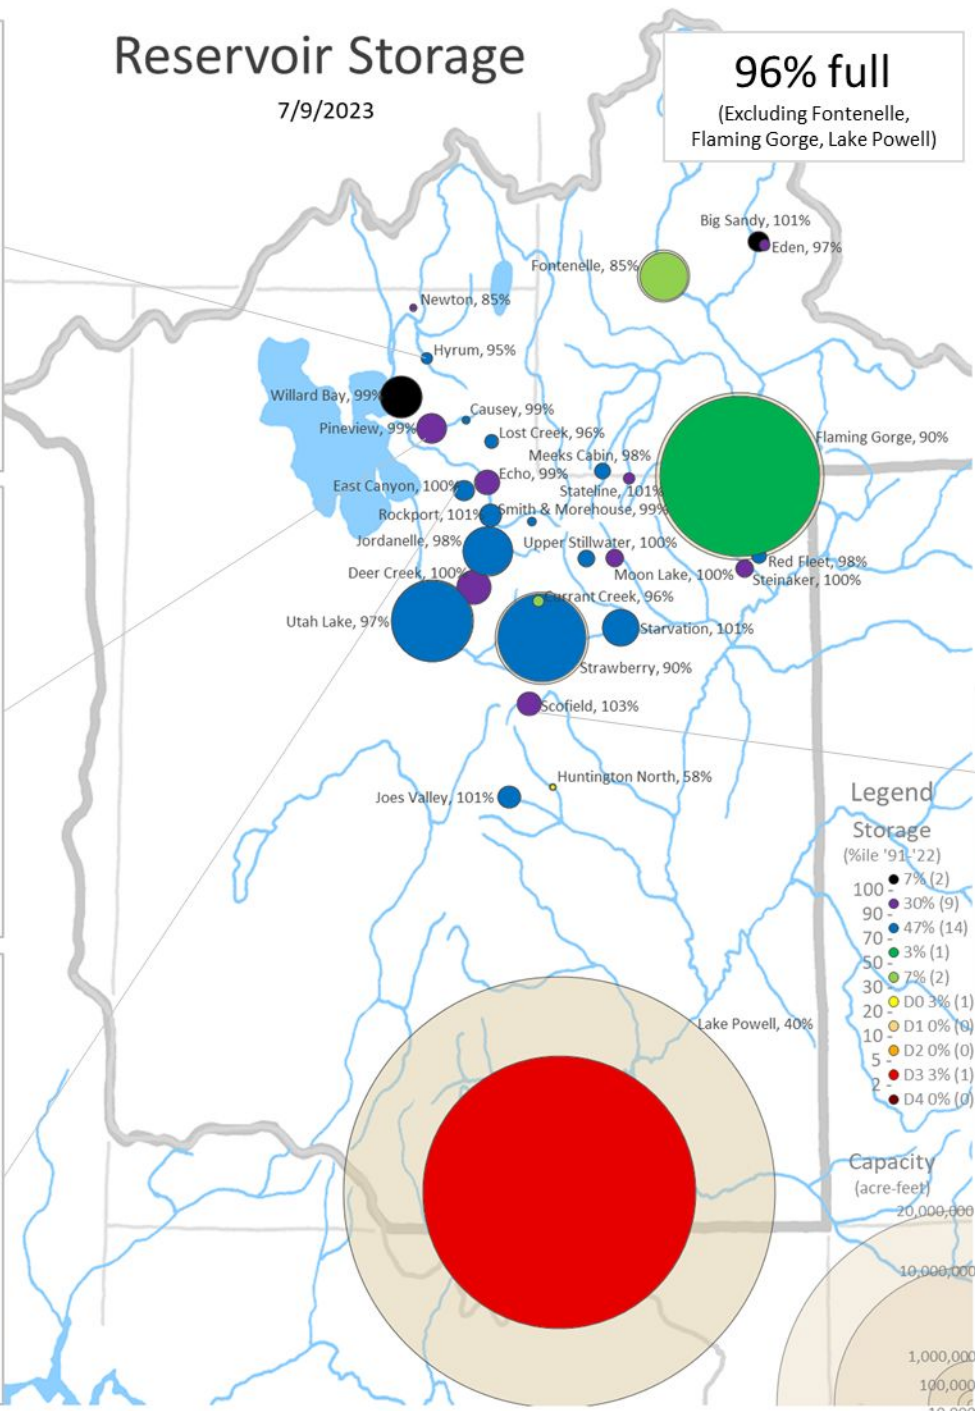 Reservoir Storage
7/9/2023
96% full
(Excluding Fontenelle,
Flaming Gorge, Lake Powell)
Big Sandy, 101%
Eden, 97%
Fontenelle, 85%
Newton, 85%
Hyrum, 95%
Willard Bay, 99%
Causey, 99%
Pineview, 99%
Lost Creek, 96%
Flaming Gorge, 90%
Meeks Cabin, 98%
Echo, 99%
East Canyon, 100%
Stateline, 101%
Smith & Morehouse, 99%
Rockport, 101%
Jordanelle, 98%
Upper Stillwater, 100%
Red Fleet, 98%
Deer Creek, 100%
Moon Lake, 100%
Steinaker, 100%
Currant Creek, 96%
Utah Lake, 97%
Starvation, 101%
Strawberry, 90%
Scofield, 103%
Huntington North, 58%
Joes Valley, 101%
Lake Powell, 40%
Legend
Storage
(%ile '91-'22)
7% (2)
100 -
30% (9)
90 -
47% (14)
70 -
3% (1)
50 -
7% (2)
30 -
D0 3% (1)
20 -
D1 0% (0)
10 -
D2 0% (0)
5 -
D3 3% (1)
2 -
D4 0% (0)
Capacity
(acre-feet)
20,000,000
10,000,000
1,000,000
100,000